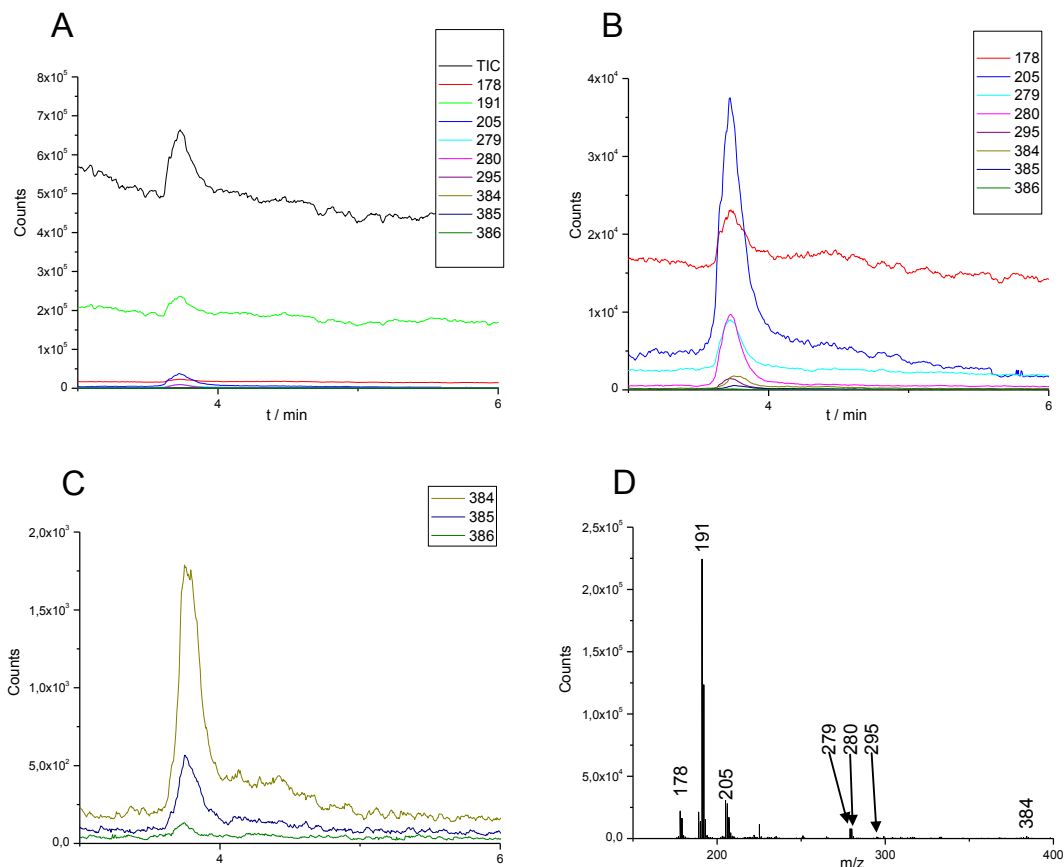 A
TIC
178
191
205
279
280
295
384
385
386
8x10⁵
7x10⁵
6x10⁵
5x10⁵
4x10⁵
3x10⁵
2x10⁵
1x10⁵
0
Counts
4
6
t / min
B
178
205
279
280
295
384
385
386
4x10⁴
3x10⁴
2x10⁴
1x10⁴
0
Counts
4
6
t / min
C
384
385
386
2,0x10³
1,5x10³
1,0x10³
5,0x10²
0,0
Counts
4
6
t / min
D
2,5x10⁵
2,0x10⁵
1,5x10⁵
1,0x10⁵
5,0x10⁴
0,0
Counts
178
191
205
279
280
295
384
200
300
400
m/z